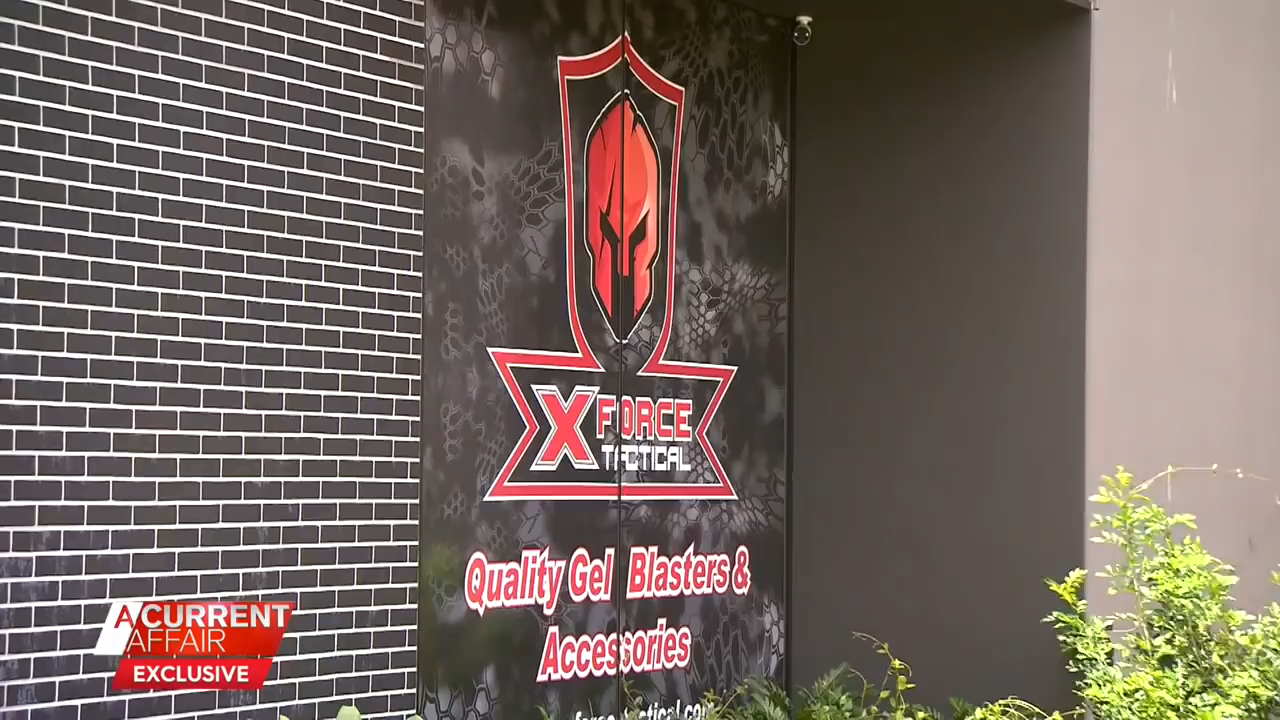 X FORCE
TACTICAL
Quality Gel Blasters &
Accessories
A CURRENT
AFFAIR
EXCLUSIVE